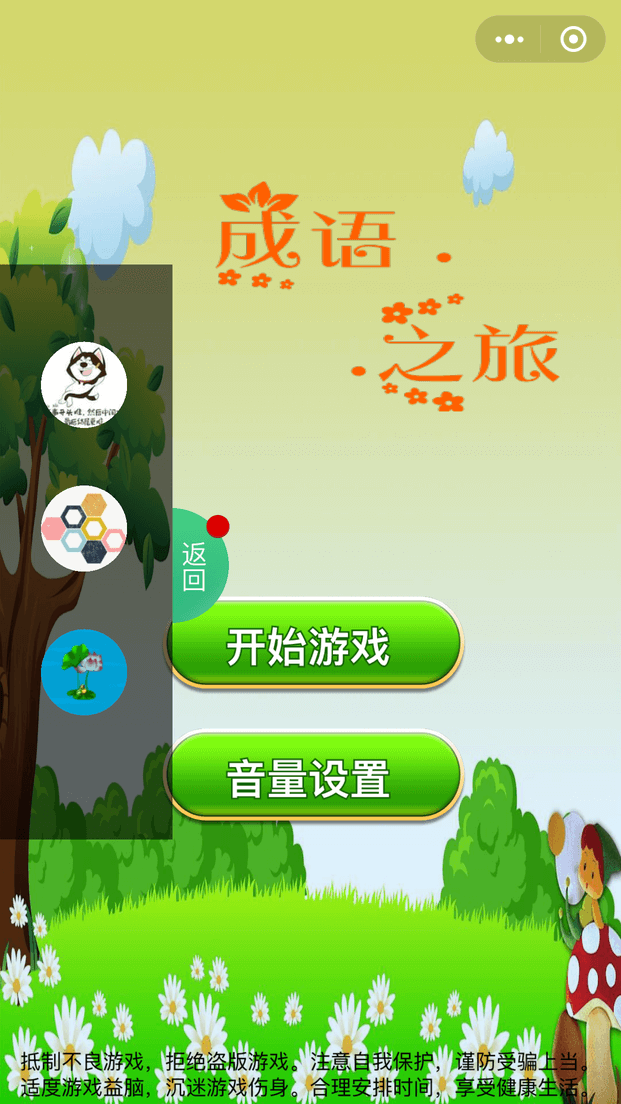 成语
之旅
返回
开始游戏
音量设置
抵制不良游戏，拒绝盗版游戏。注意自我保护，谨防受骗上当。
适度游戏益脑，沉迷游戏伤身。合理安排时间，享受健康生活。